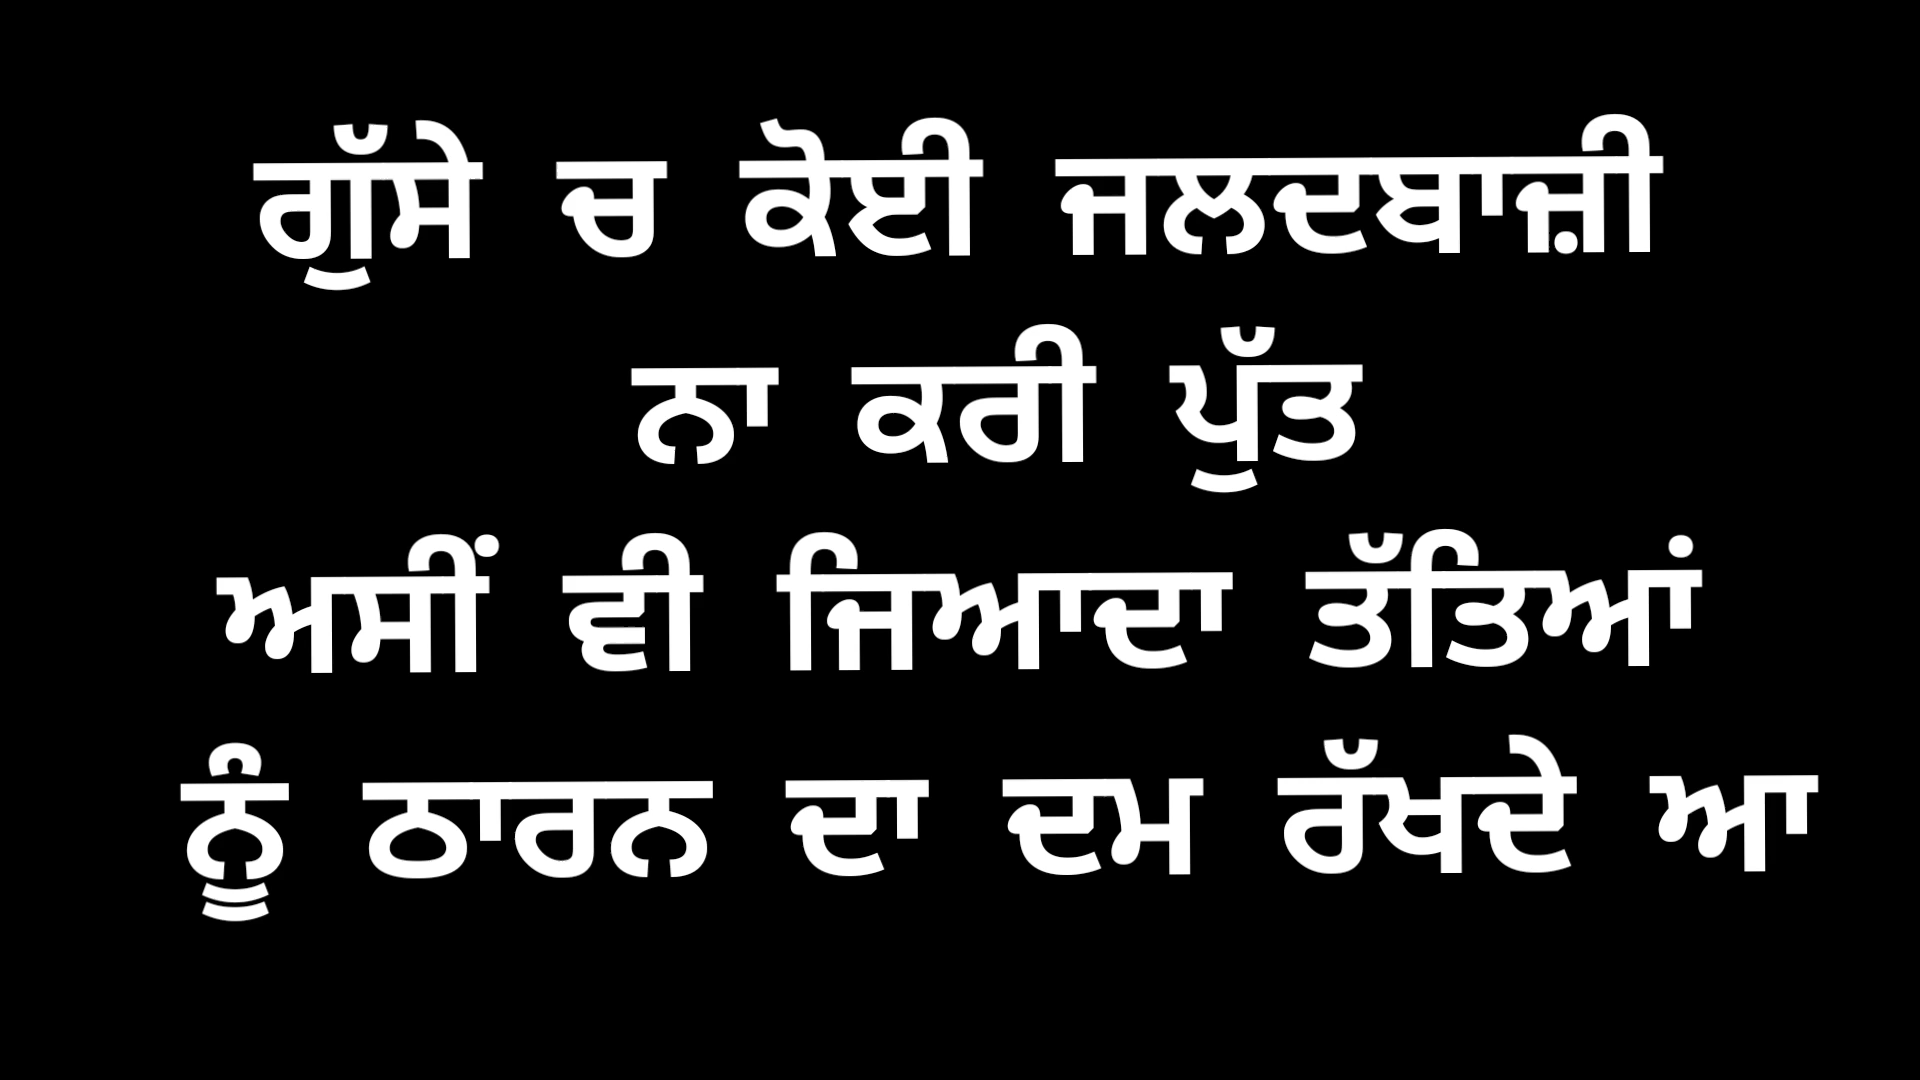 ਗੁੱਸੇ ਚ ਕੋਈ ਜਲਦਬਾਜ਼ੀ
ਨਾ ਕਰੀ ਪੁੱਤ
ਅਸੀਂ ਵੀ ਜਿਆਦਾ ਤੱਤਿਆਂ
ਨੂੰ ਠਾਰਨ ਦਾ ਦਮ ਰੱਖਦੇ ਆ